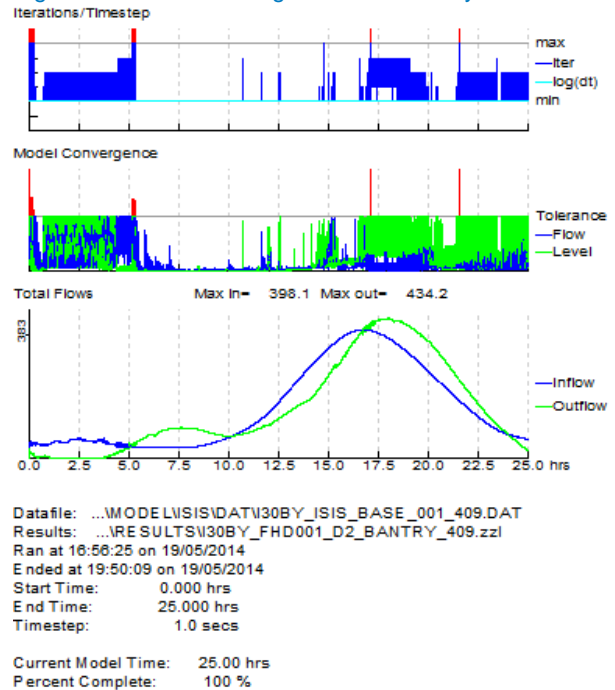 Iterations/Timestep
max
Iter
log(dt)
min
Model Convergence
Tolerance
Flow
Level
Total Flows Max in= 398.1 Max out= 434.2
383
Inflow
Outflow
0.0 2.5 5.0 7.5 10.0 12.5 15.0 17.5 20.0 22.5 25.0 hrs
Datafile: ...\MODEL\ISIS\DAT\I30BY_ISIS_BASE_001_409.DAT
Results: ...\RESULTS\I30BY_FHD001_D2_BANTRY_409.zzl
Ran at 16:56:25 on 19/05/2014
Ended at 19:50:09 on 19/05/2014
Start Time: 0.000 hrs
End Time: 25.000 hrs
Timestep: 1.0 secs
Current Model Time: 25.00 hrs
Percent Complete: 100 %